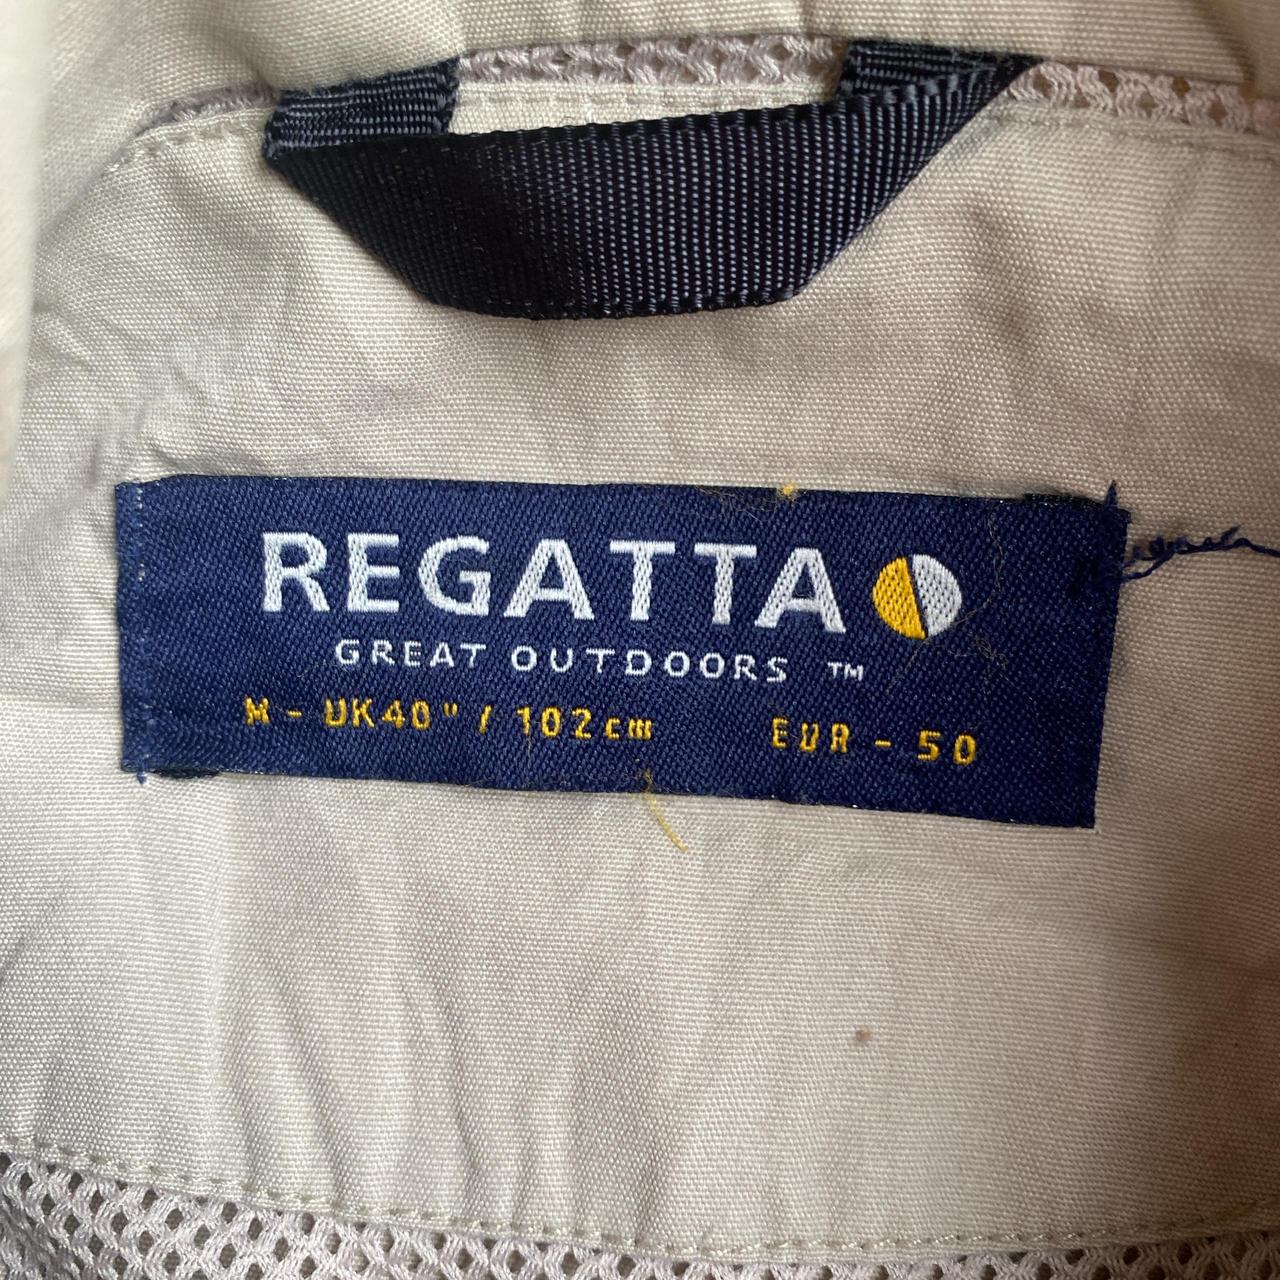 REGATTA
GREAT OUTDOORS ™
M - UK40" / 102cm EUR - 50